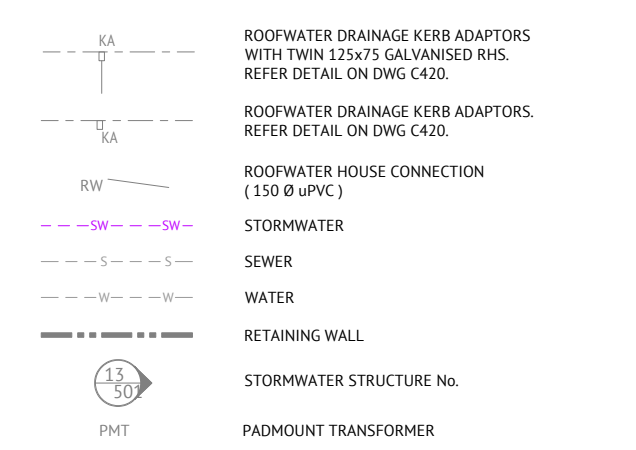 KA
ROOFWATER DRAINAGE KERB ADAPTORS
WITH TWIN 125x75 GALVANISED RHS.
REFER DETAIL ON DWG C420.
KA
ROOFWATER DRAINAGE KERB ADAPTORS.
REFER DETAIL ON DWG C420.
RW
ROOFWATER HOUSE CONNECTION
( 150 Ø uPVC )
SW SW
STORMWATER
S S
SEWER
W W
WATER
RETAINING WALL
13
501
STORMWATER STRUCTURE No.
PMT
PADMOUNT TRANSFORMER